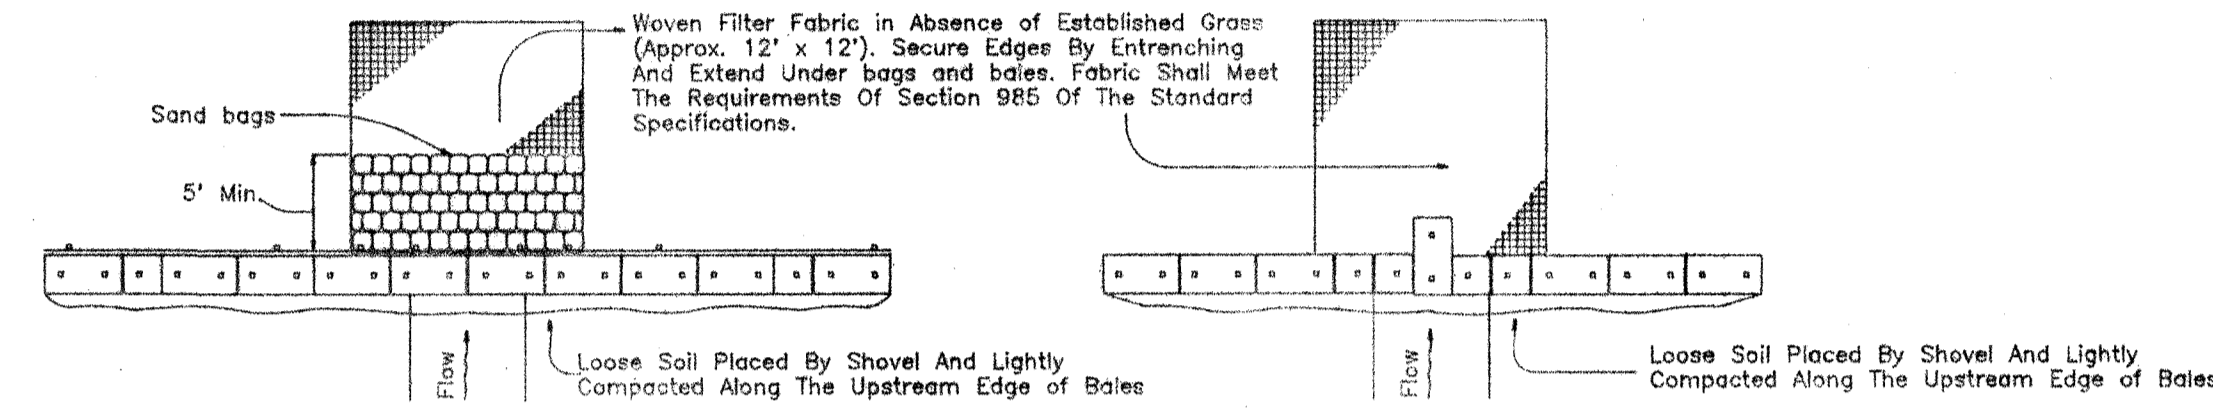 Woven Filter Fabric in Absence of Established Grass
(Approx. 12' x 12'). Secure Edges By Entrenching
And Extend Under bags and bales. Fabric Shall Meet
The Requirements Of Section 985 Of The Standard
Specifications.
Sand bags
5' Min.
Flow
Loose Soil Placed By Shovel And Lightly
Compacted Along The Upstream Edge of Bales
Flow
Loose Soil Placed By Shovel And Lightly
Compacted Along The Upstream Edge of Bales